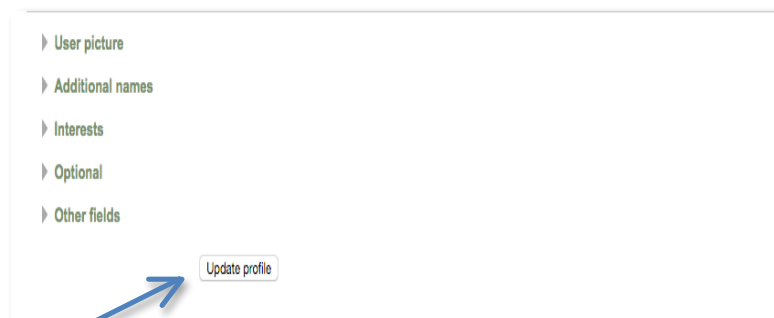 User picture
Additional names
Interests
Optional
Other fields
Update profile